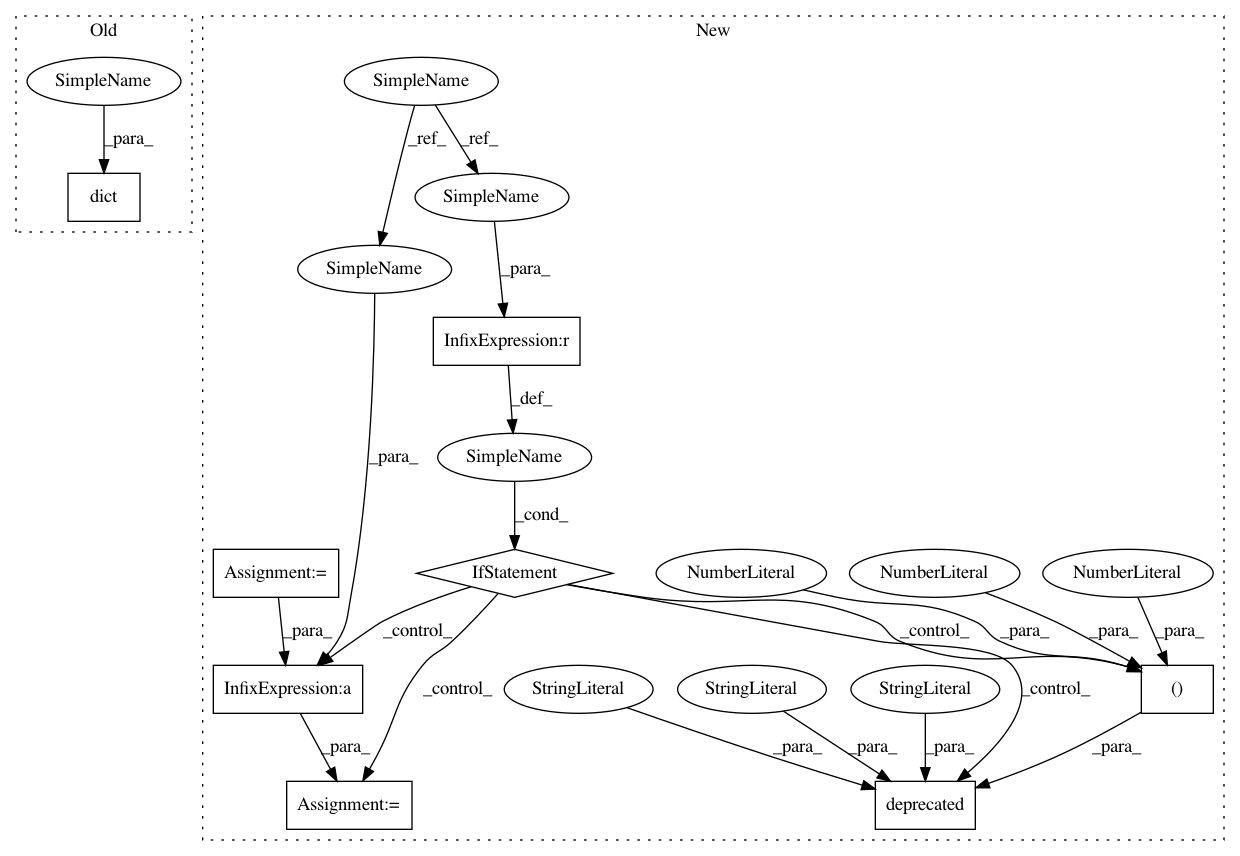 Old
New
SimpleName
SimpleName
_para_
_ref_
_ref_
dict
SimpleName
SimpleName
_para_
InfixExpression:r
_def_
_para_
SimpleName
_cond_
Assignment:=
IfStatement
NumberLiteral
NumberLiteral
NumberLiteral
_para_
_control_
_control_
_para_
_para_
_para_
InfixExpression:a
_control_
StringLiteral
StringLiteral
StringLiteral
_control_
()
_para_
_para_
_para_
_para_
_para_
Assignment:=
deprecated